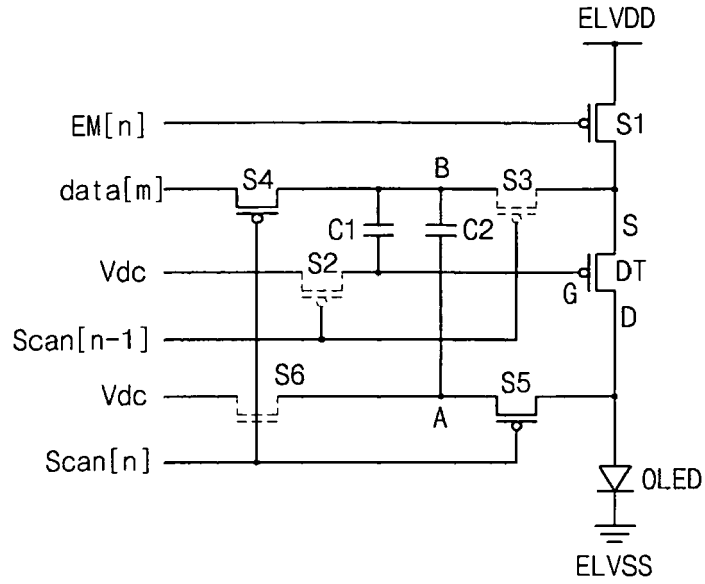 ELVDD
EM[n]
S1
data[m]
S4
B
S3
C1
C2
S
Vdc
S2
G
DT
D
Scan[n-1]
Vdc
S6
A
S5
Scan[n]
OLED
ELVSS